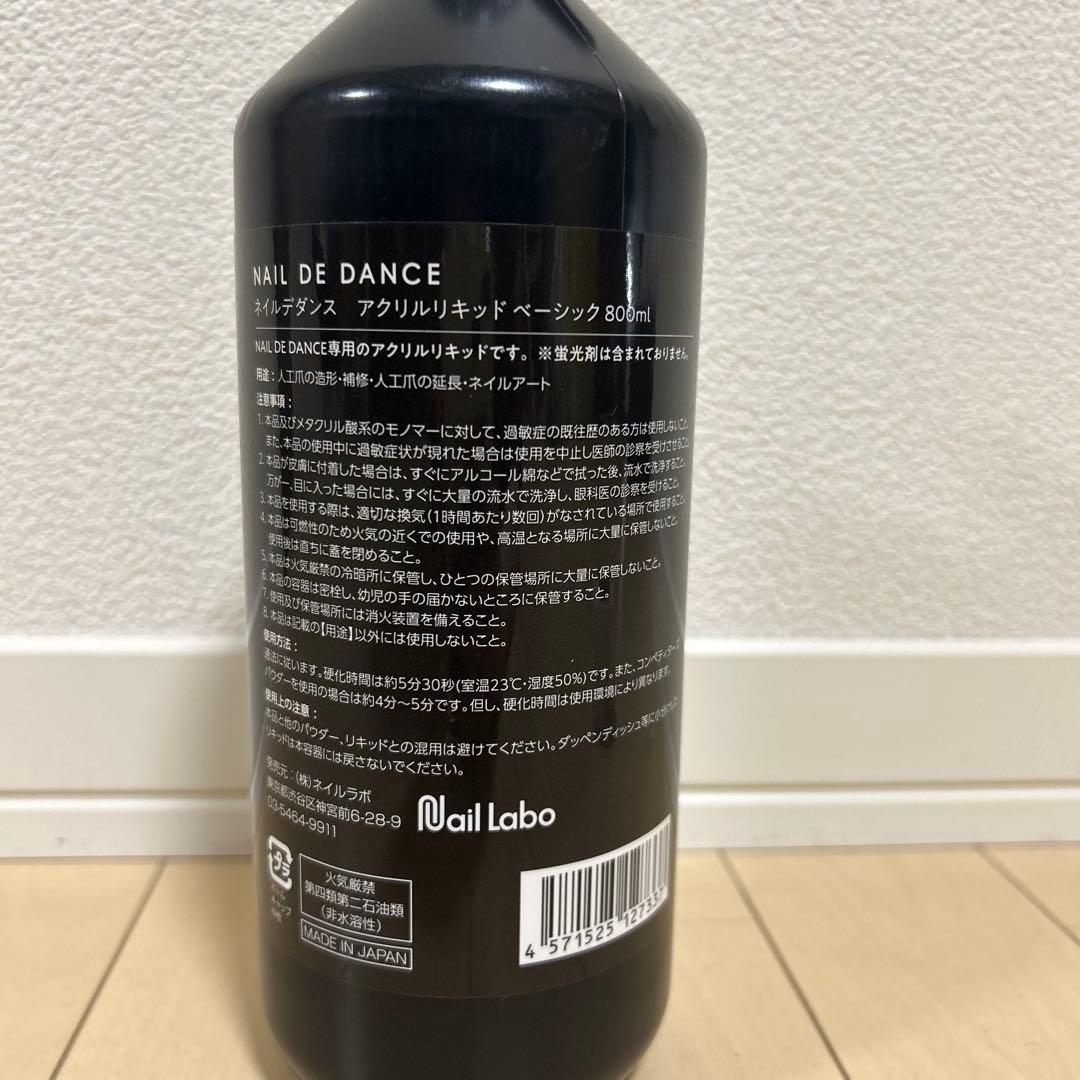 NAIL DE DANCE
ネイルデダンス アクリルリキッド ベーシック 800ml
NAIL DE DANCE専用のアクリルリキッドです。※蛍光剤は含まれておりません。
用途:人工爪の造形・補修・人工爪の延長・ネイルアート
注意事項:
1. 本品及びメタクリル酸系のモノマーに対して、過敏症の既往歴のある方は使用しないこと。
また、本品の使用中に過敏症状が現れた場合は使用を中止し医師の診察を受けさせること。
2. 本品が皮膚に付着した場合は、すぐにアルコール綿などで拭った後、流水で洗浄すること。
万が一、目に入った場合には、すぐに大量の流水で洗浄し、眼科医の診察を受けること。
3. 本品を使用する際は、適切な換気(1時間あたり数回)がなされている場所で使用すること。
4. 本品は可燃性のため火気の近くでの使用や、高温となる場所に大量に保管しないこと。
使用後は直ちに蓋を閉めること。
5. 本品は火気厳禁の冷暗所に保管し、ひとつの保管場所に大量に保管しないこと。
6. 本品の容器は密栓し、幼児の手の届かないところに保管すること。
7. 使用及び保管場所には消火装置を備えること。
8. 本品は記載の【用途】以外には使用しないこと。
使用方法:
適法に従います。硬化時間は約5分30秒(室温23℃・湿度50%)です。また、コンペティター
パウダーを使用の場合は約4分〜5分です。但し、硬化時間は使用環境により異なります。
使用上の注意:
本品と他のパウダー、リキッドとの混用は避けてください。ダッペンディッシュ等に小分け
リキッドは本容器には戻さないでください。
発売元:(株)ネイルラボ
東京都渋谷区神宮前6-28-9
03-5464-9911
Nail Labo
プラ
ボトル
キャップ
火気厳禁
第四類第二石油類
(非水溶性)
MADE IN JAPAN
4 571525 12733